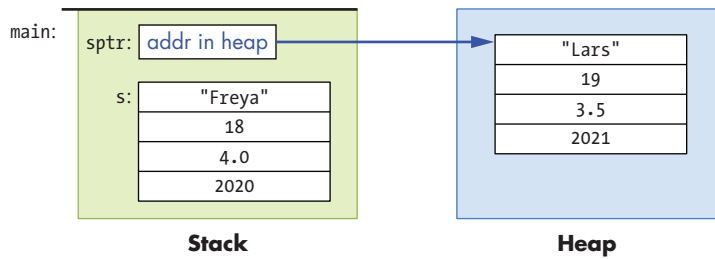 main:
sptr: addr in heap
s: "Freya"
18
4.0
2020
"Lars"
19
3.5
2021
Stack
Heap